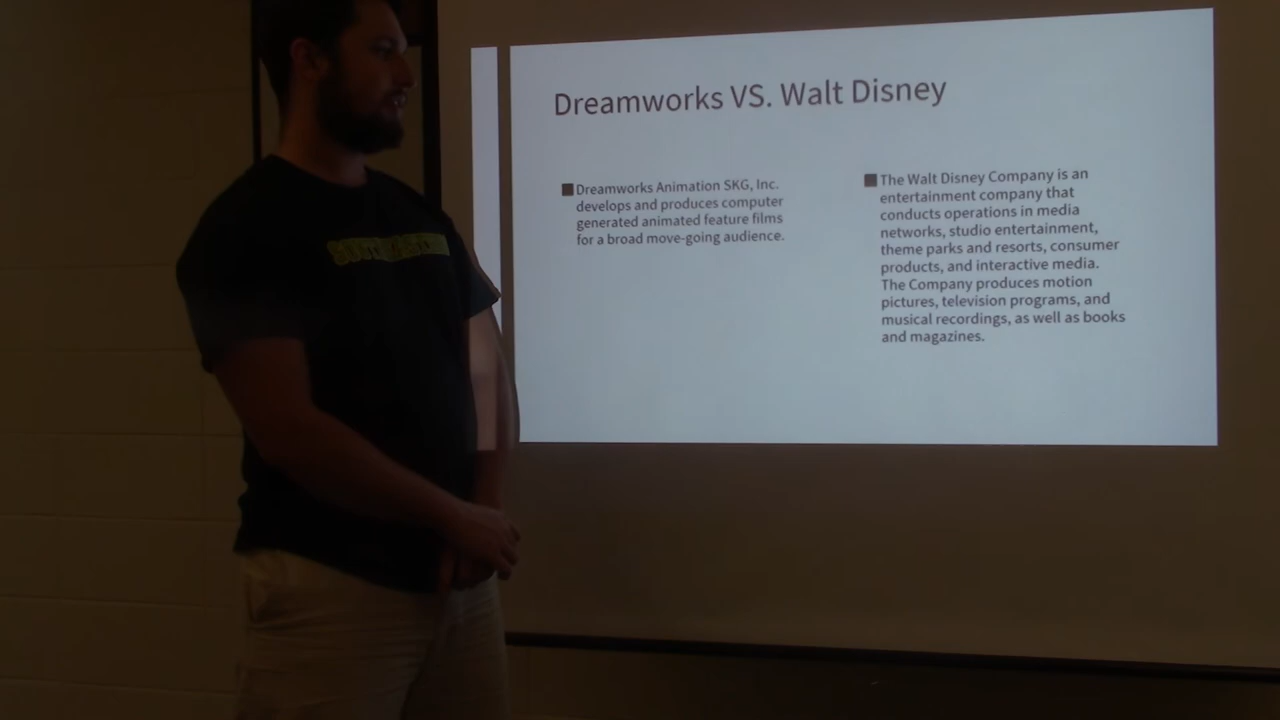 Dreamworks VS. Walt Disney
Dreamworks Animation SKG, Inc.
develops and produces computer
generated animated feature films
for a broad move-going audience.
The Walt Disney Company is an
entertainment company that
conducts operations in media
networks, studio entertainment,
theme parks and resorts, consumer
products, and interactive media.
The Company produces motion
pictures, television programs, and
musical recordings, as well as books
and magazines.